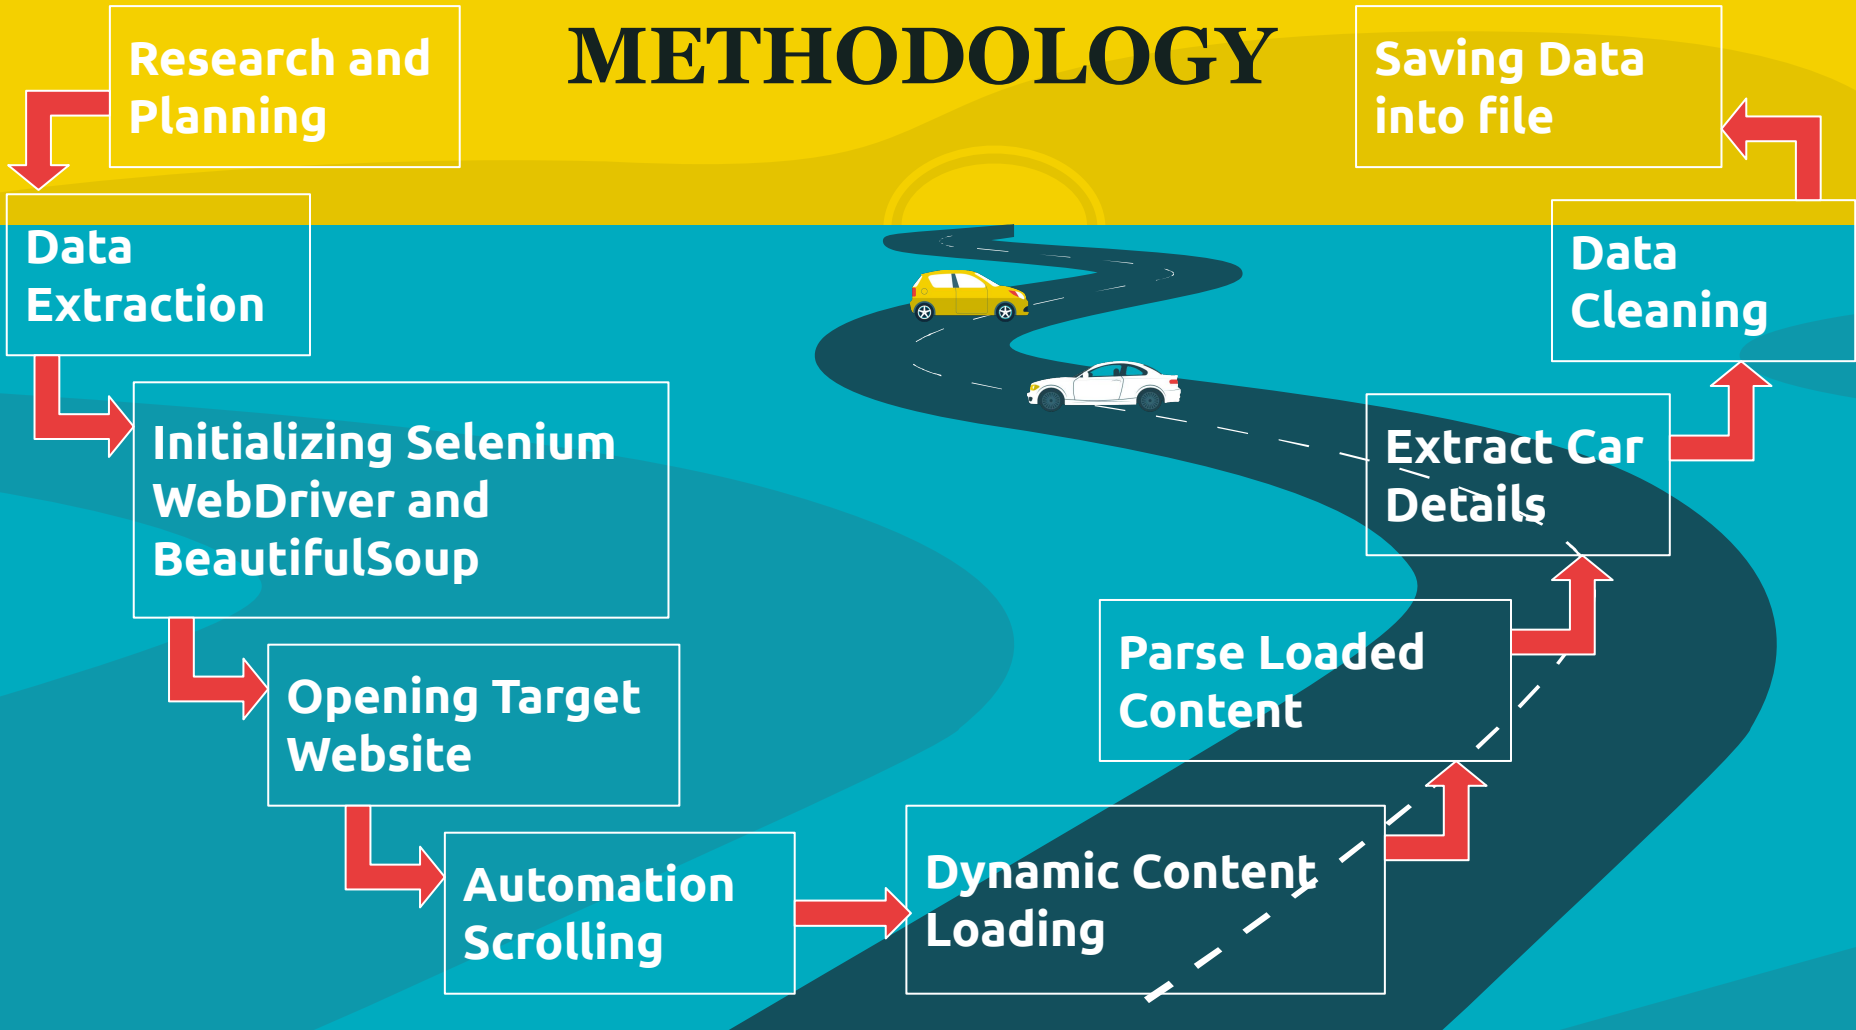 METHODOLOGY
Research and
Planning
Data
Extraction
Initializing Selenium
WebDriver and
BeautifulSoup
Opening Target
Website
Automation
Scrolling
Dynamic Content
Loading
Parse Loaded
Content
Extract Car
Details
Data
Cleaning
Saving Data
into file